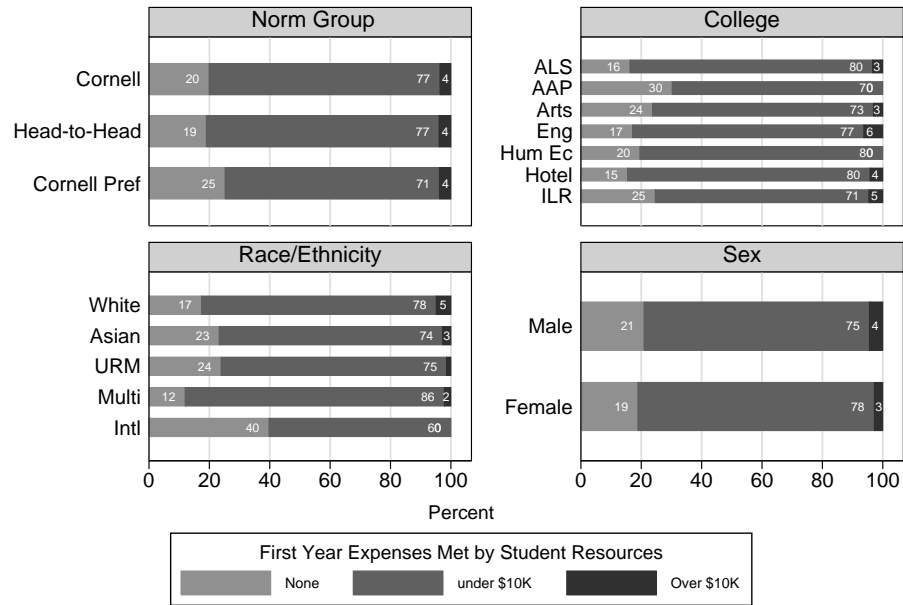 Norm Group
Cornell 20 77 4
Head-to-Head 19 77 4
Cornell Pref 25 71 4
College
ALS 16 80 3
AAP 30 70
Arts 24 73 3
Eng 17 77 6
Hum Ec 20 80
Hotel 15 80 4
ILR 25 71 5
Race/Ethnicity
White 17 78 5
Asian 23 74 3
URM 24 75
Multi 12 86 2
Intl 40 60
0 20 40 60 80 100
Sex
Male 21 75 4
Female 19 78 3
0 20 40 60 80 100
Percent
First Year Expenses Met by Student Resources
None under $10K Over $10K